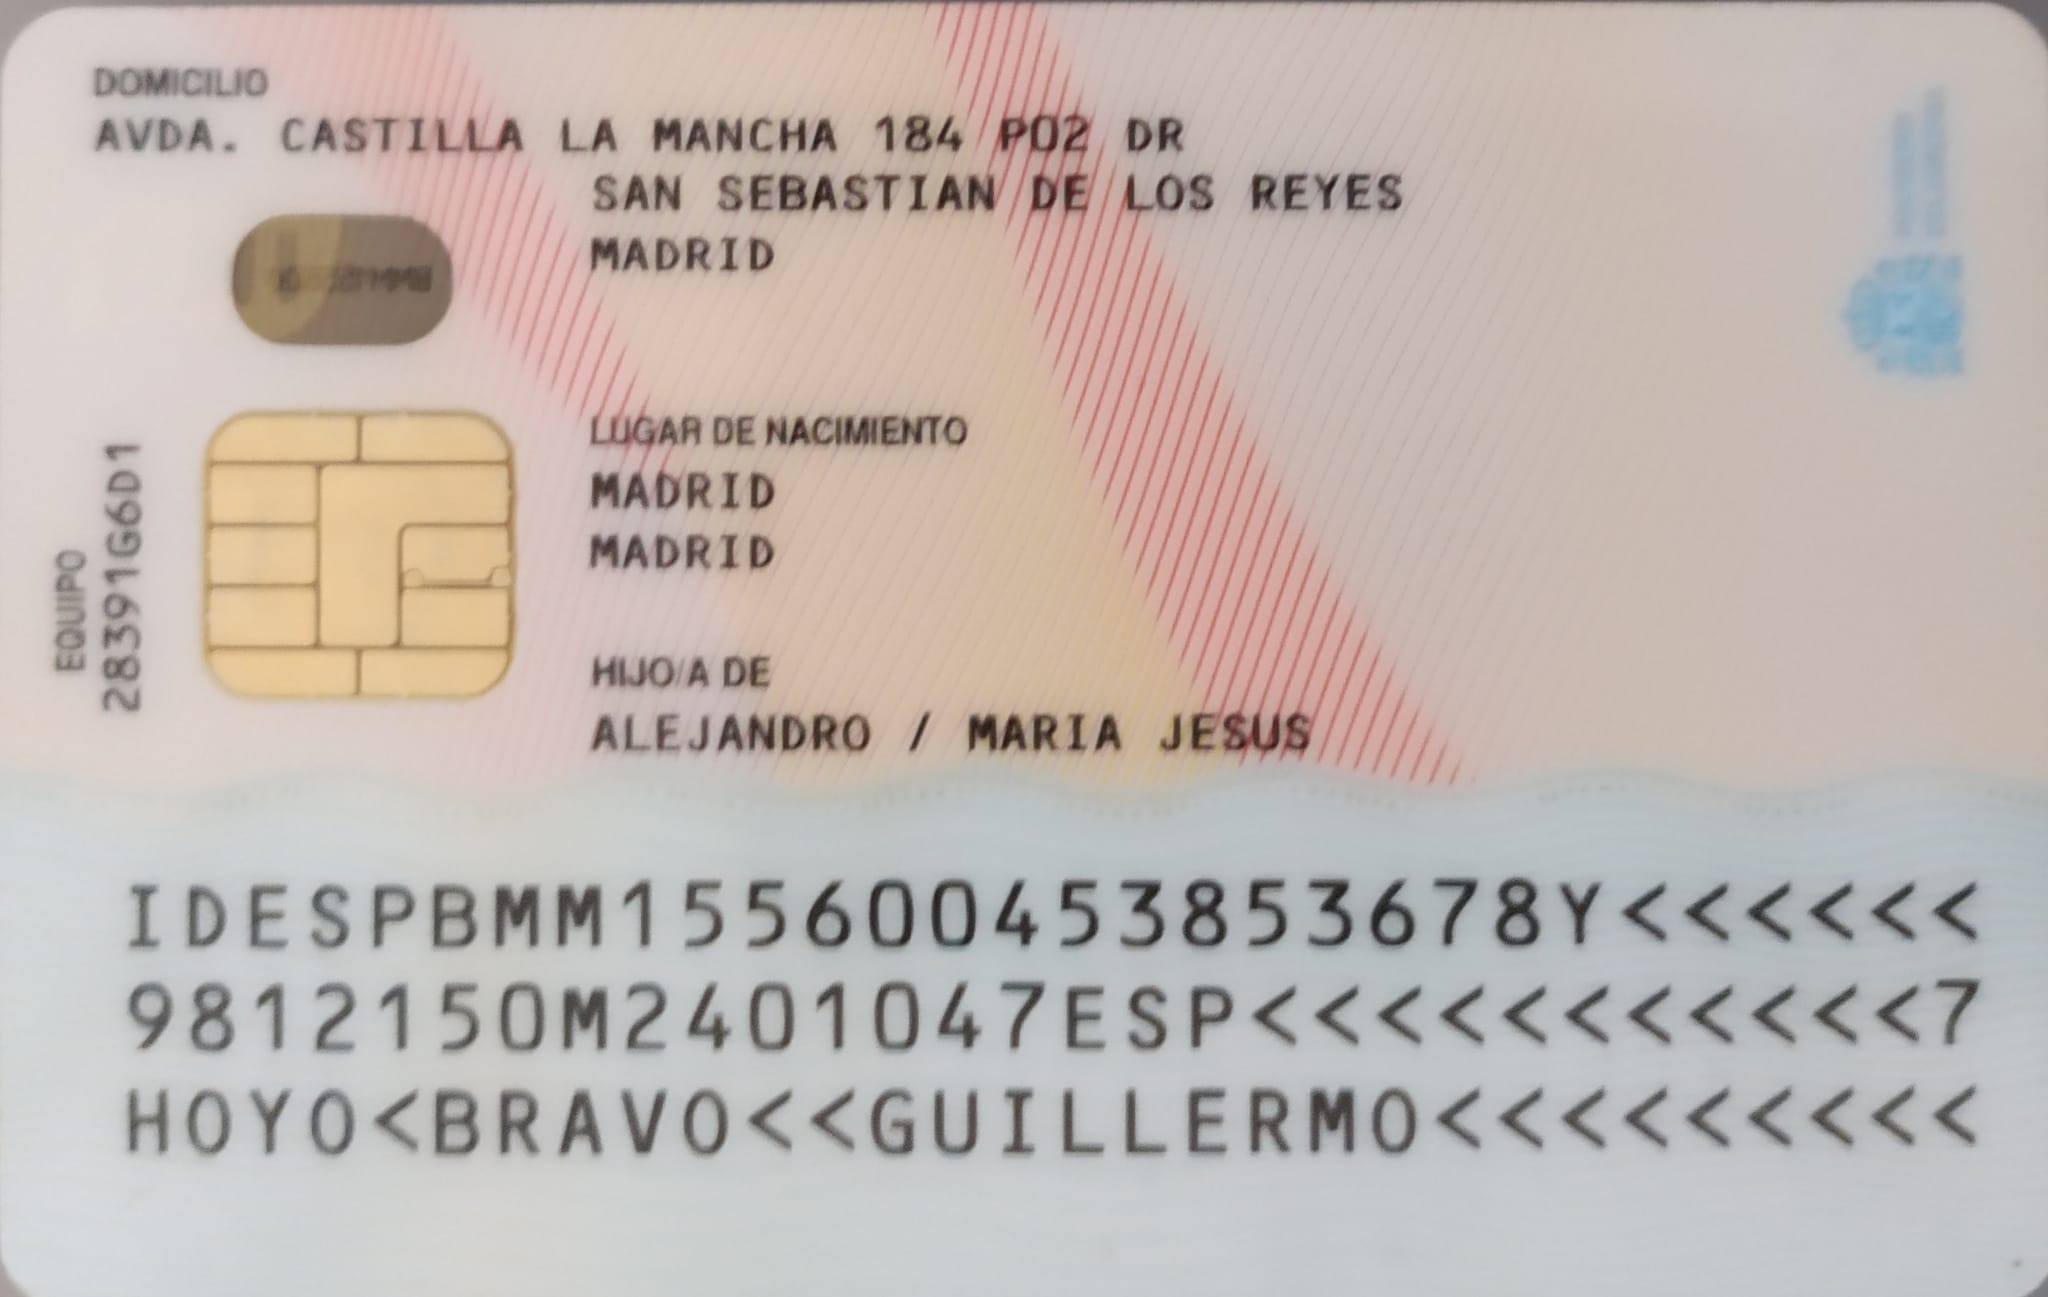 DOMICILIO
AVDA. CASTILLA LA MANCHA 184 P02 DR
SAN SEBASTIAN DE LOS REYES
MADRID
LUGAR DE NACIMIENTO
MADRID
MADRID
EQUIPO
28391G6D1
HIJO/A DE
ALEJANDRO / MARIA JESUS
IDESPBMM155600453853678Y<<<<<<
9812150M2401047ESP<<<<<<<<<<<7
HOYO<BRAVO<<GUILLERMO<<<<<<<<<